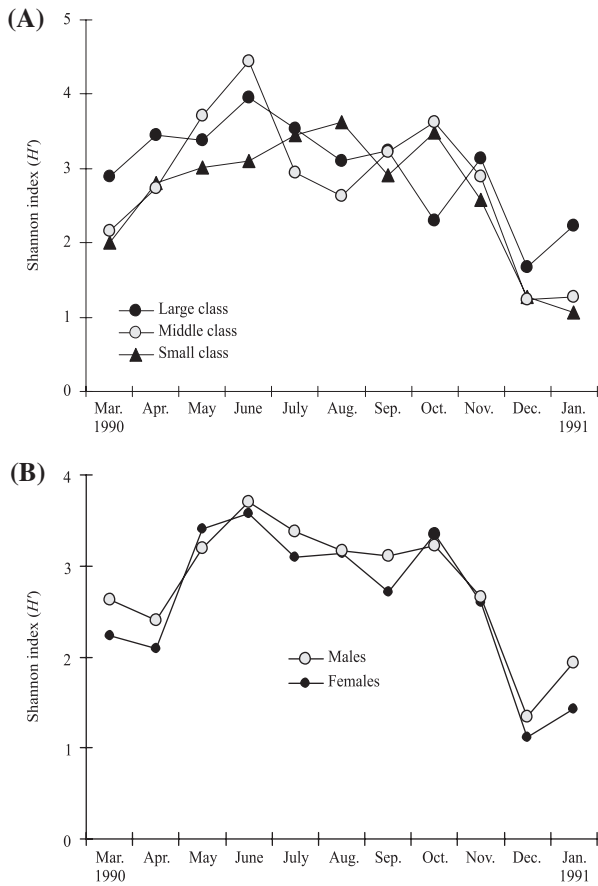 (A)
5
4
3
2
1
0
Shannon index (H′)
Large class
Middle class
Small class
Mar. Apr. May June July Aug. Sep. Oct. Nov. Dec. Jan.
1990 1991
(B)
4
3
2
1
0
Shannon index (H′)
Males
Females
Mar. Apr. May June July Aug. Sep. Oct. Nov. Dec. Jan.
1990 1991